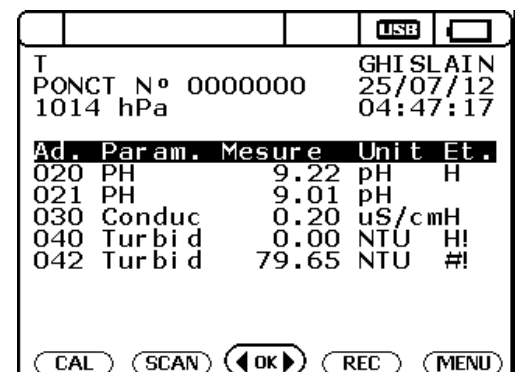 USB
T GHISLAIN
PONCT Nº 0000000 25/07/12
1014 hPa 04:47:17
Ad. Param. Mesure Unit Et.
020 PH 9.22 pH H
021 PH 9.01 pH
030 Conduc 0.20 uS/cmH
040 Turbid 0.00 NTU H!
042 Turbid 79.65 NTU #!
CAL SCAN OK REC MENU